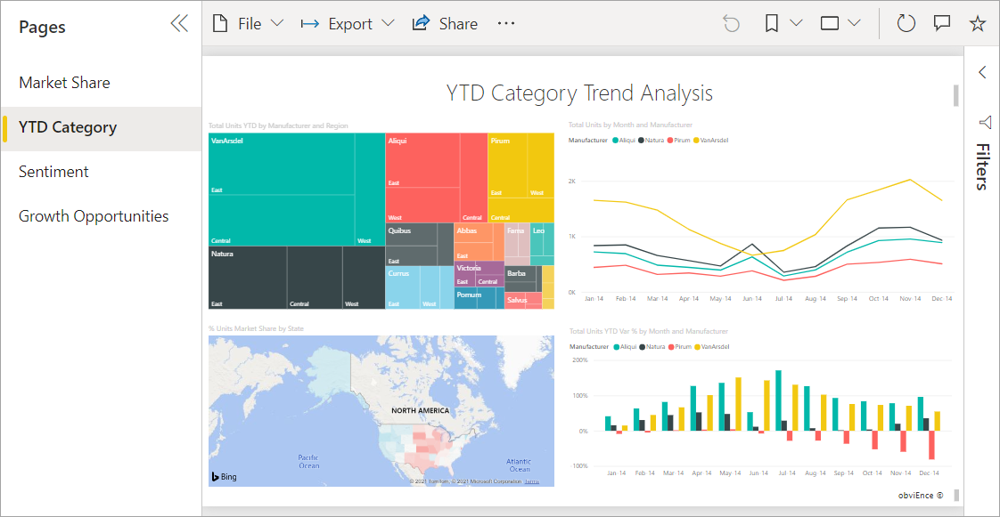 Pages
Market Share
YTD Category
Sentiment
Growth Opportunities
File
Export
Share
Filters
YTD Category Trend Analysis
Total Units YTD by Manufacturer and Region
VanArsdel
East
Central
West
Natura
East
Central
West
Aliqui
East
West
Central
Pirum
East
West
Central
Quibus
East
Currus
East
West
Abbas
East
Victoria
East
Central
Pomum
Fama
Leo
Barba
Salvus
Total Units by Month and Manufacturer
Manufacturer Aliqui Natura Pirum VanArsdel
2K
1K
0K
Jan-14 Feb-14 Mar-14 Apr-14 May-14 Jun-14 Jul-14 Aug-14 Sep-14 Oct-14 Nov-14 Dec-14
% Units Market Share by State
NORTH AMERICA
Pacific
Ocean
Atlantic
Ocean
Bing
© 2021 TomTom, © 2021 Microsoft Corporation Terms
Total Units YTD Var % by Month and Manufacturer
Manufacturer Aliqui Natura Pirum VanArsdel
200%
100%
0%
-100%
Jan-14 Feb-14 Mar-14 Apr-14 May-14 Jun-14 Jul-14 Aug-14 Sep-14 Oct-14 Nov-14 Dec-14
obviEnce ©